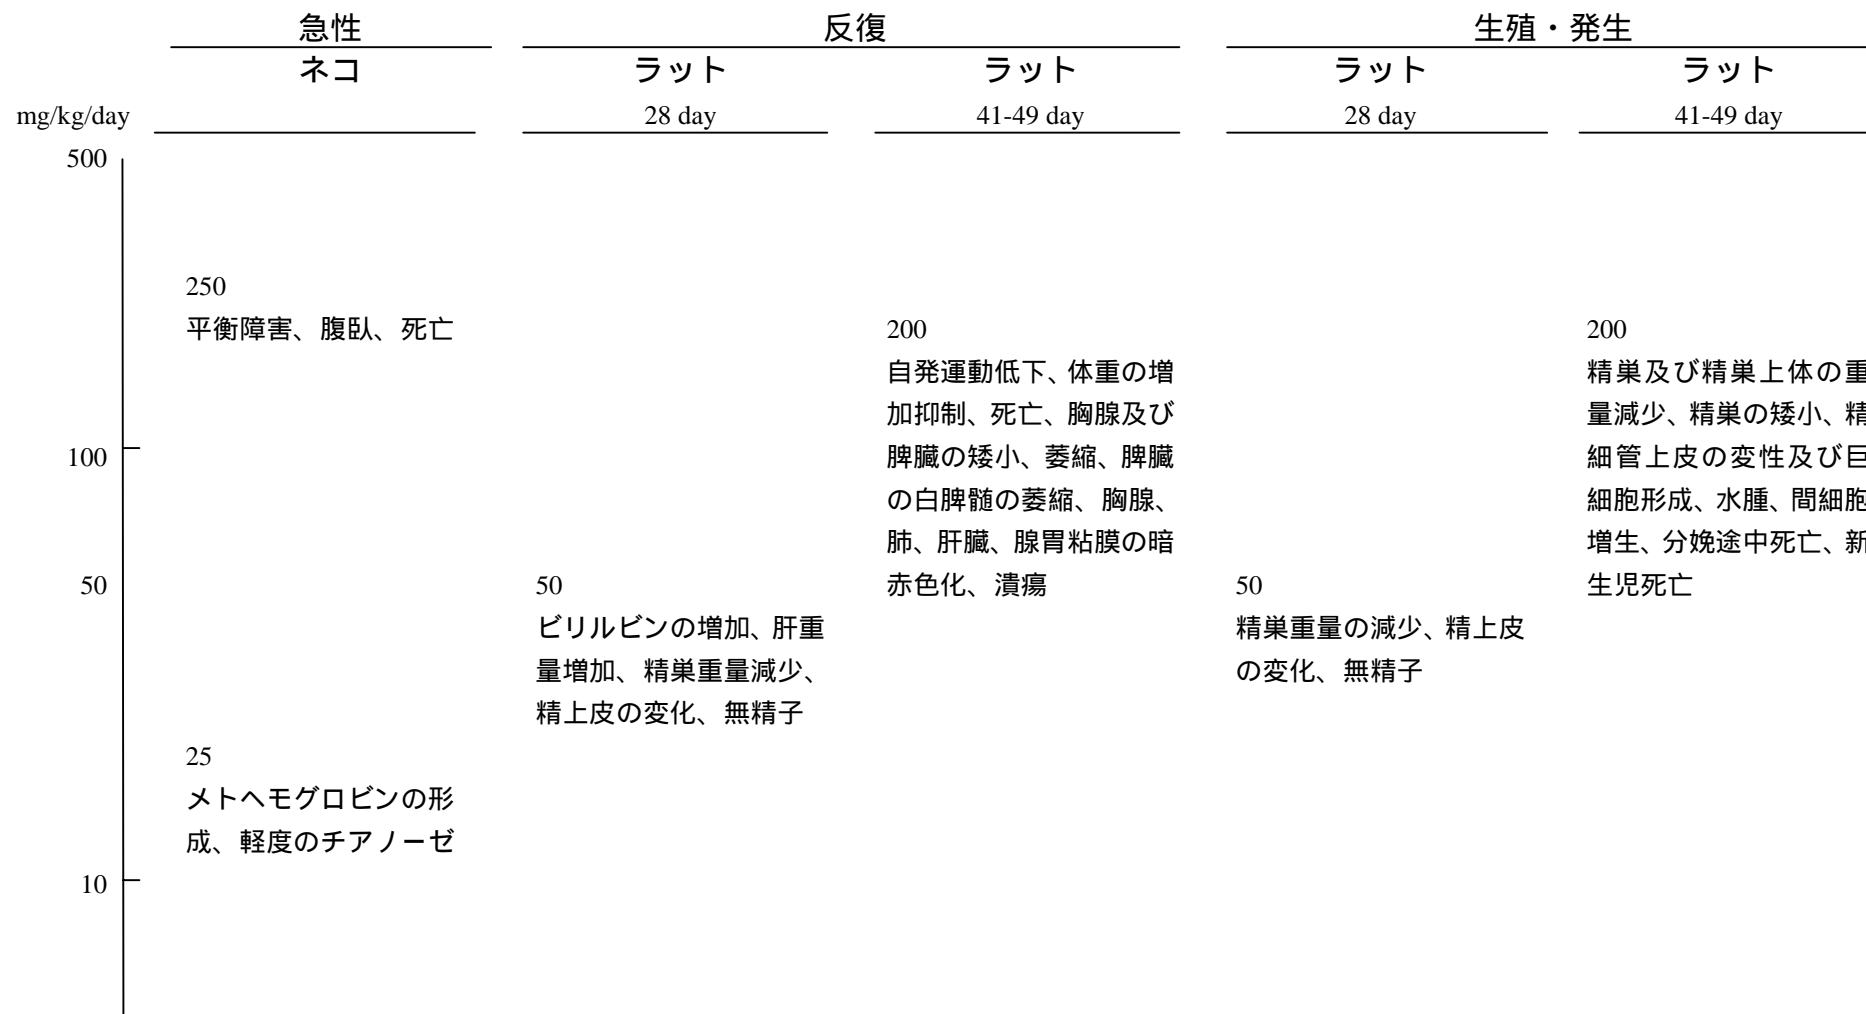 急性 反復 生殖・発生
ネコ ラット ラット ラット ラット
mg/kg/day 28 day 41-49 day 28 day 41-49 day
500
250
平衡障害、腹臥、死亡
200
自発運動低下、体重の増
加抑制、死亡、胸腺及び
脾臓の矮小、萎縮、脾臓
の白脾髄の萎縮、胸腺、
肺、肝臓、腺胃粘膜の暗
赤色化、潰瘍
200
精巣及び精巣上体の重
量減少、精巣の矮小、精
細管上皮の変性及び巨
細胞形成、水腫、間細胞
増生、分娩途中死亡、新
生児死亡
100
50
50
ビリルビンの増加、肝重
量増加、精巣重量減少、
精上皮の変化、無精子
50
精巣重量の減少、精上皮
の変化、無精子
25
メトヘモグロビンの形
成、軽度のチアノーゼ
10